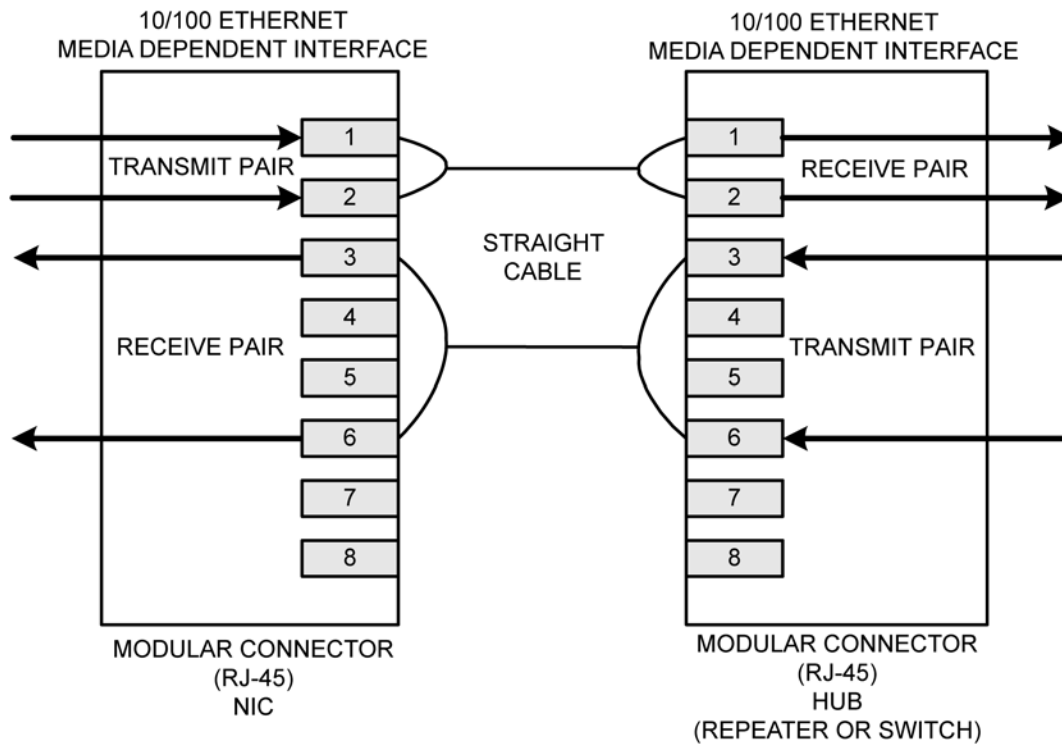 10/100 ETHERNET
MEDIA DEPENDENT INTERFACE
10/100 ETHERNET
MEDIA DEPENDENT INTERFACE
1
TRANSMIT PAIR
2
3
4
RECEIVE PAIR
5
6
7
8
STRAIGHT
CABLE
1
RECEIVE PAIR
2
3
4
TRANSMIT PAIR
5
6
7
8
MODULAR CONNECTOR
(RJ-45)
NIC
MODULAR CONNECTOR
(RJ-45)
HUB
(REPEATER OR SWITCH)